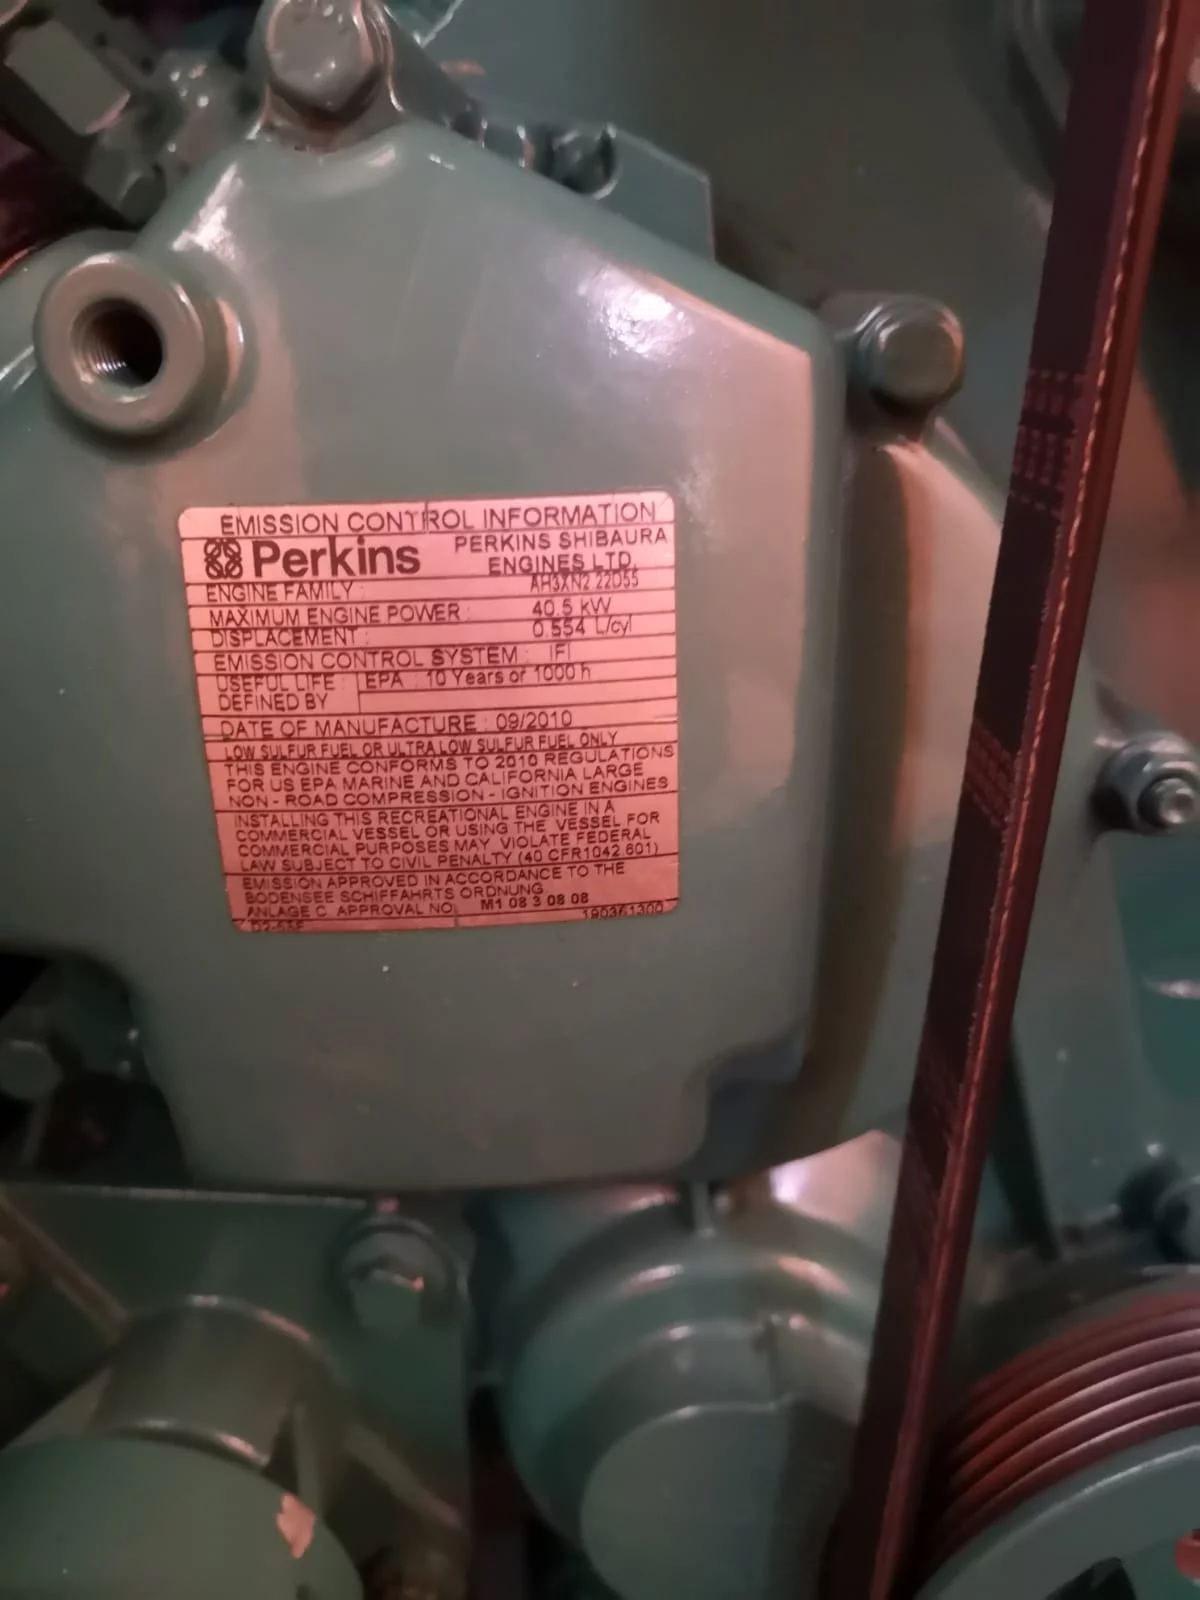 EMISSION CONTROL INFORMATION
Perkins PERKINS SHIBAURA
ENGINES LTD.
ENGINE FAMILY : AH3XN2 22D55
MAXIMUM ENGINE POWER : 40.5 kW
DISPLACEMENT : 0.554 L/cyl
EMISSION CONTROL SYSTEM : IFI
USEFUL LIFE : EPA : 10 Years or 1000 h
DEFINED BY
DATE OF MANUFACTURE : 09/2010
LOW SULFUR FUEL OR ULTRA LOW SULFUR FUEL ONLY
THIS ENGINE CONFORMS TO 2010 REGULATIONS
FOR US EPA MARINE AND CALIFORNIA LARGE
NON - ROAD COMPRESSION - IGNITION ENGINES
INSTALLING THIS RECREATIONAL ENGINE IN A
COMMERCIAL VESSEL OR USING THE VESSEL FOR
COMMERCIAL PURPOSES MAY VIOLATE FEDERAL
LAW SUBJECT TO CIVIL PENALTY (40 CFR1042.601)
EMISSION APPROVED IN ACCORDANCE TO THE
BODENSEE SCHIFFAHRTS ORDNUNG.
ANLAGE C APPROVAL NO. M1 08 3 08 08
190361300